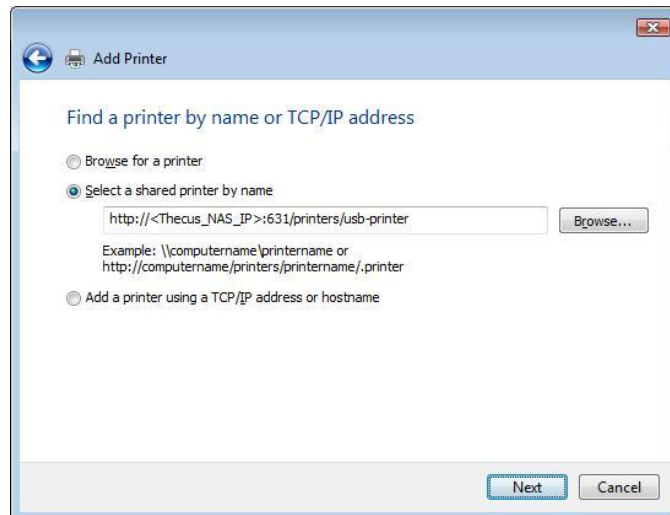 Add Printer
Find a printer by name or TCP/IP address
Browse for a printer
Select a shared printer by name
http://<Thecus_NAS_IP>:631/printers/usb-printer
Browse...
Example: \\computername\printername or
http://computername/printers/printername/.printer
Add a printer using a TCP/IP address or hostname
Next
Cancel